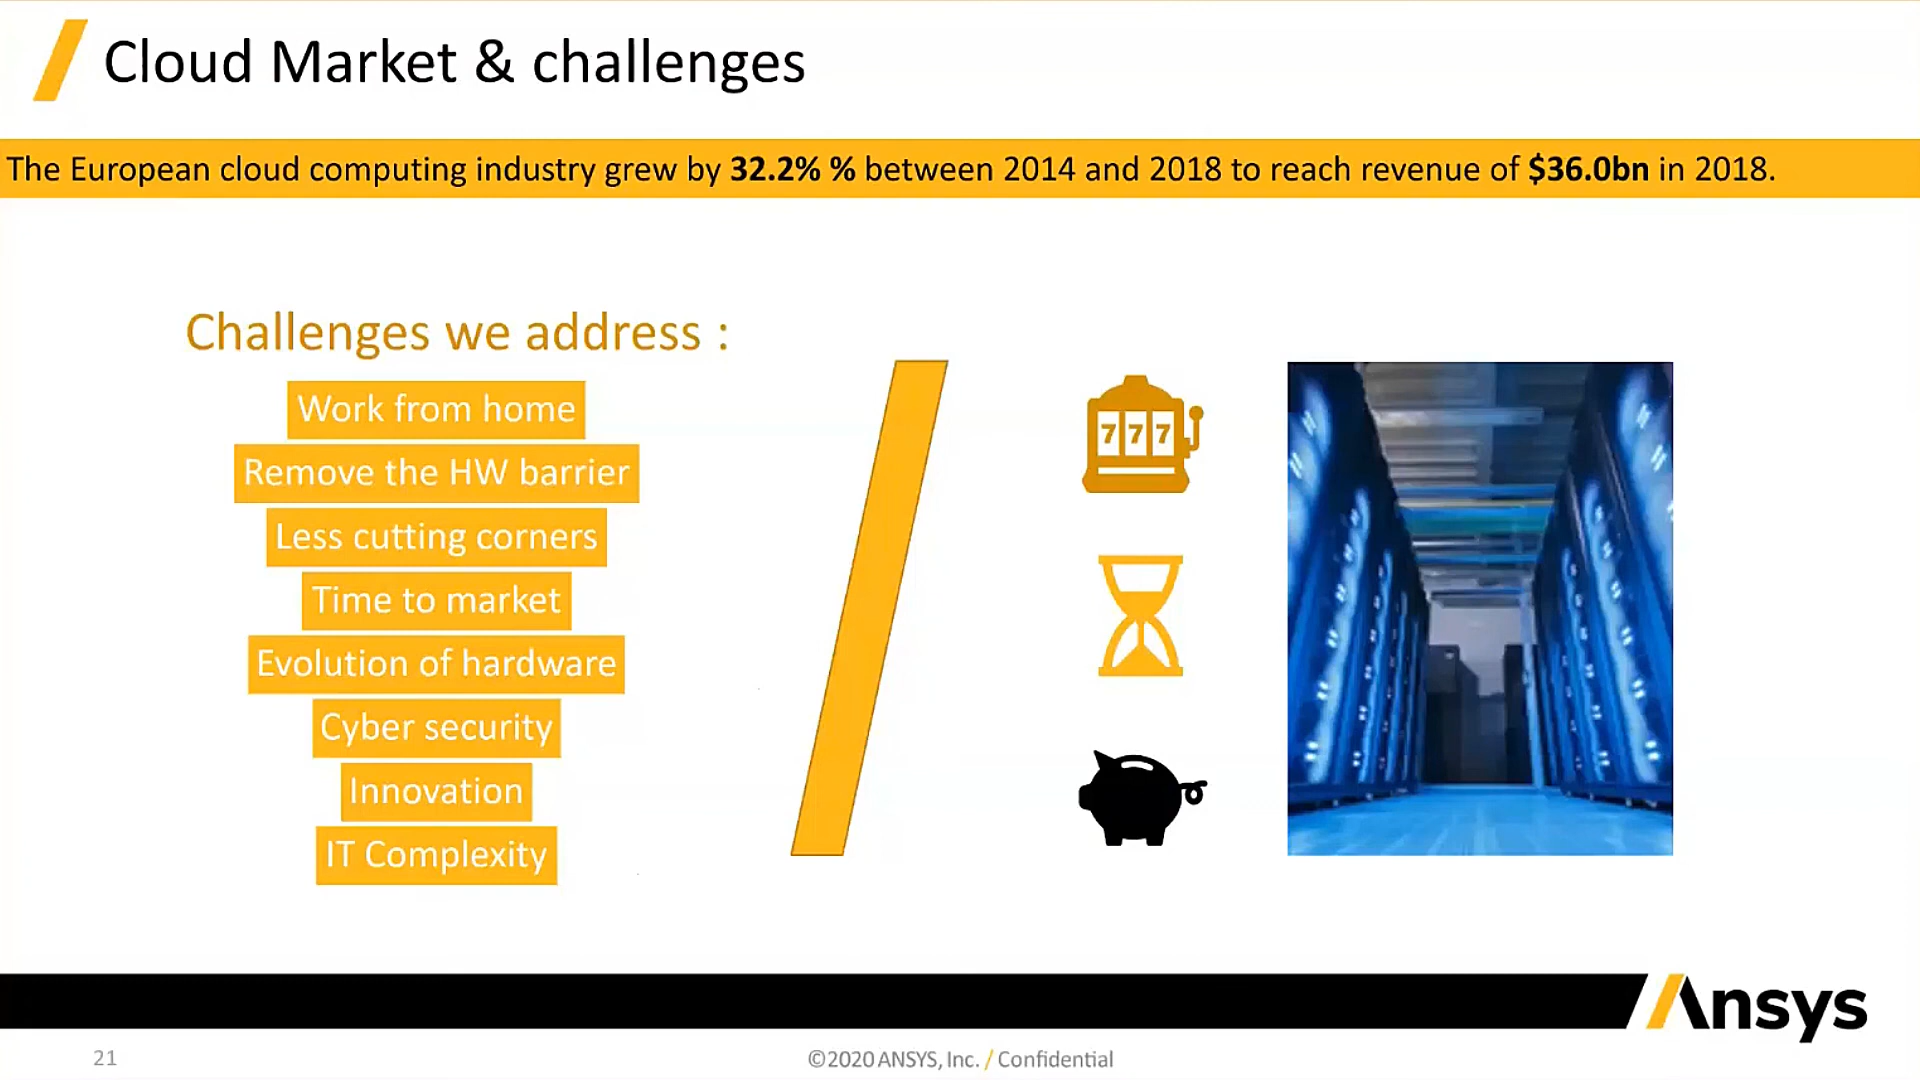 Cloud Market & challenges
The European cloud computing industry grew by 32.2% % between 2014 and 2018 to reach revenue of $36.0bn in 2018.
Challenges we address :
Work from home
Remove the HW barrier
Less cutting corners
Time to market
Evolution of hardware
Cyber security
Innovation
IT Complexity
777
Ansys
21
©2020 ANSYS, Inc. / Confidential